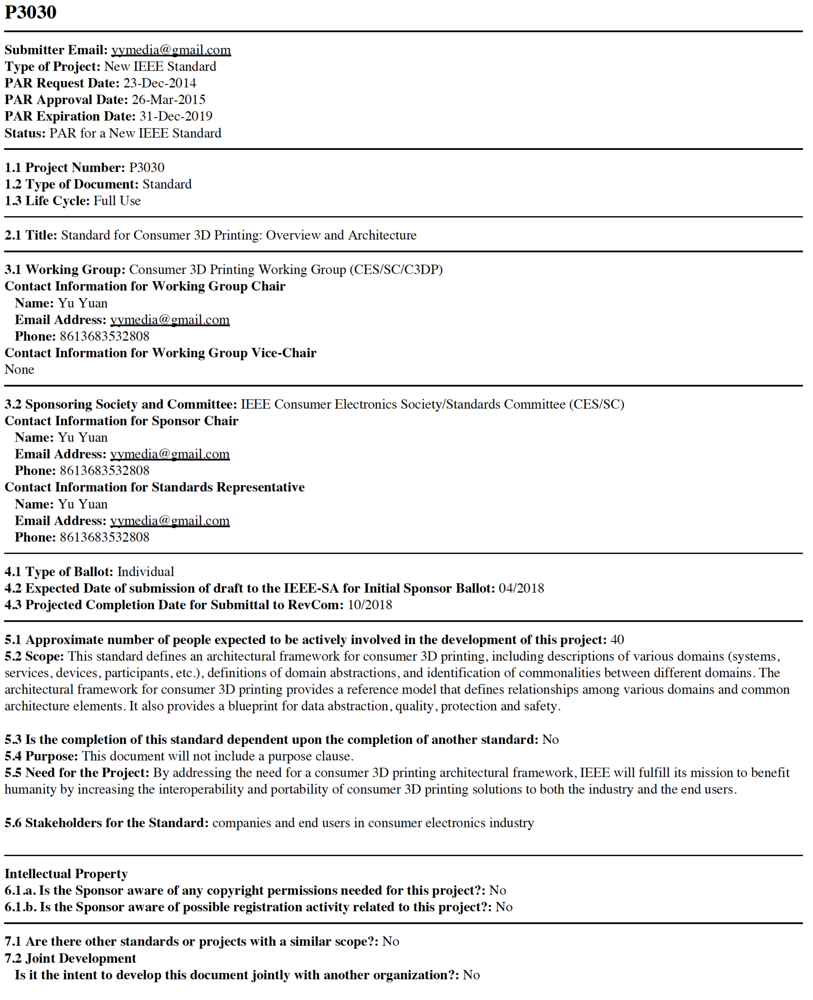 P3030
Submitter Email: yymedia@gmail.com
Type of Project: New IEEE Standard
PAR Request Date: 23-Dec-2014
PAR Approval Date: 26-Mar-2015
PAR Expiration Date: 31-Dec-2019
Status: PAR for a New IEEE Standard
1.1 Project Number: P3030
1.2 Type of Document: Standard
1.3 Life Cycle: Full Use
2.1 Title: Standard for Consumer 3D Printing: Overview and Architecture
3.1 Working Group: Consumer 3D Printing Working Group (CES/SC/C3DP)
Contact Information for Working Group Chair
Name: Yu Yuan
Email Address: yymedia@gmail.com
Phone: 8613683532808
Contact Information for Working Group Vice-Chair
None
3.2 Sponsoring Society and Committee: IEEE Consumer Electronics Society/Standards Committee (CES/SC)
Contact Information for Sponsor Chair
Name: Yu Yuan
Email Address: yymedia@gmail.com
Phone: 8613683532808
Contact Information for Standards Representative
Name: Yu Yuan
Email Address: yymedia@gmail.com
Phone: 8613683532808
4.1 Type of Ballot: Individual
4.2 Expected Date of submission of draft to the IEEE-SA for Initial Sponsor Ballot: 04/2018
4.3 Projected Completion Date for Submittal to RevCom: 10/2018
5.1 Approximate number of people expected to be actively involved in the development of this project: 40
5.2 Scope: This standard defines an architectural framework for consumer 3D printing, including descriptions of various domains (systems,
services, devices, participants, etc.), definitions of domain abstractions, and identification of commonalities between different domains. The
architectural framework for consumer 3D printing provides a reference model that defines relationships among various domains and common
architecture elements. It also provides a blueprint for data abstraction, quality, protection and safety.
5.3 Is the completion of this standard dependent upon the completion of another standard: No
5.4 Purpose: This document will not include a purpose clause.
5.5 Need for the Project: By addressing the need for a consumer 3D printing architectural framework, IEEE will fulfill its mission to benefit
humanity by increasing the interoperability and portability of consumer 3D printing solutions to both the industry and the end users.
5.6 Stakeholders for the Standard: companies and end users in consumer electronics industry
Intellectual Property
6.1.a. Is the Sponsor aware of any copyright permissions needed for this project?: No
6.1.b. Is the Sponsor aware of possible registration activity related to this project?: No
7.1 Are there other standards or projects with a similar scope?: No
7.2 Joint Development
Is it the intent to develop this document jointly with another organization?: No